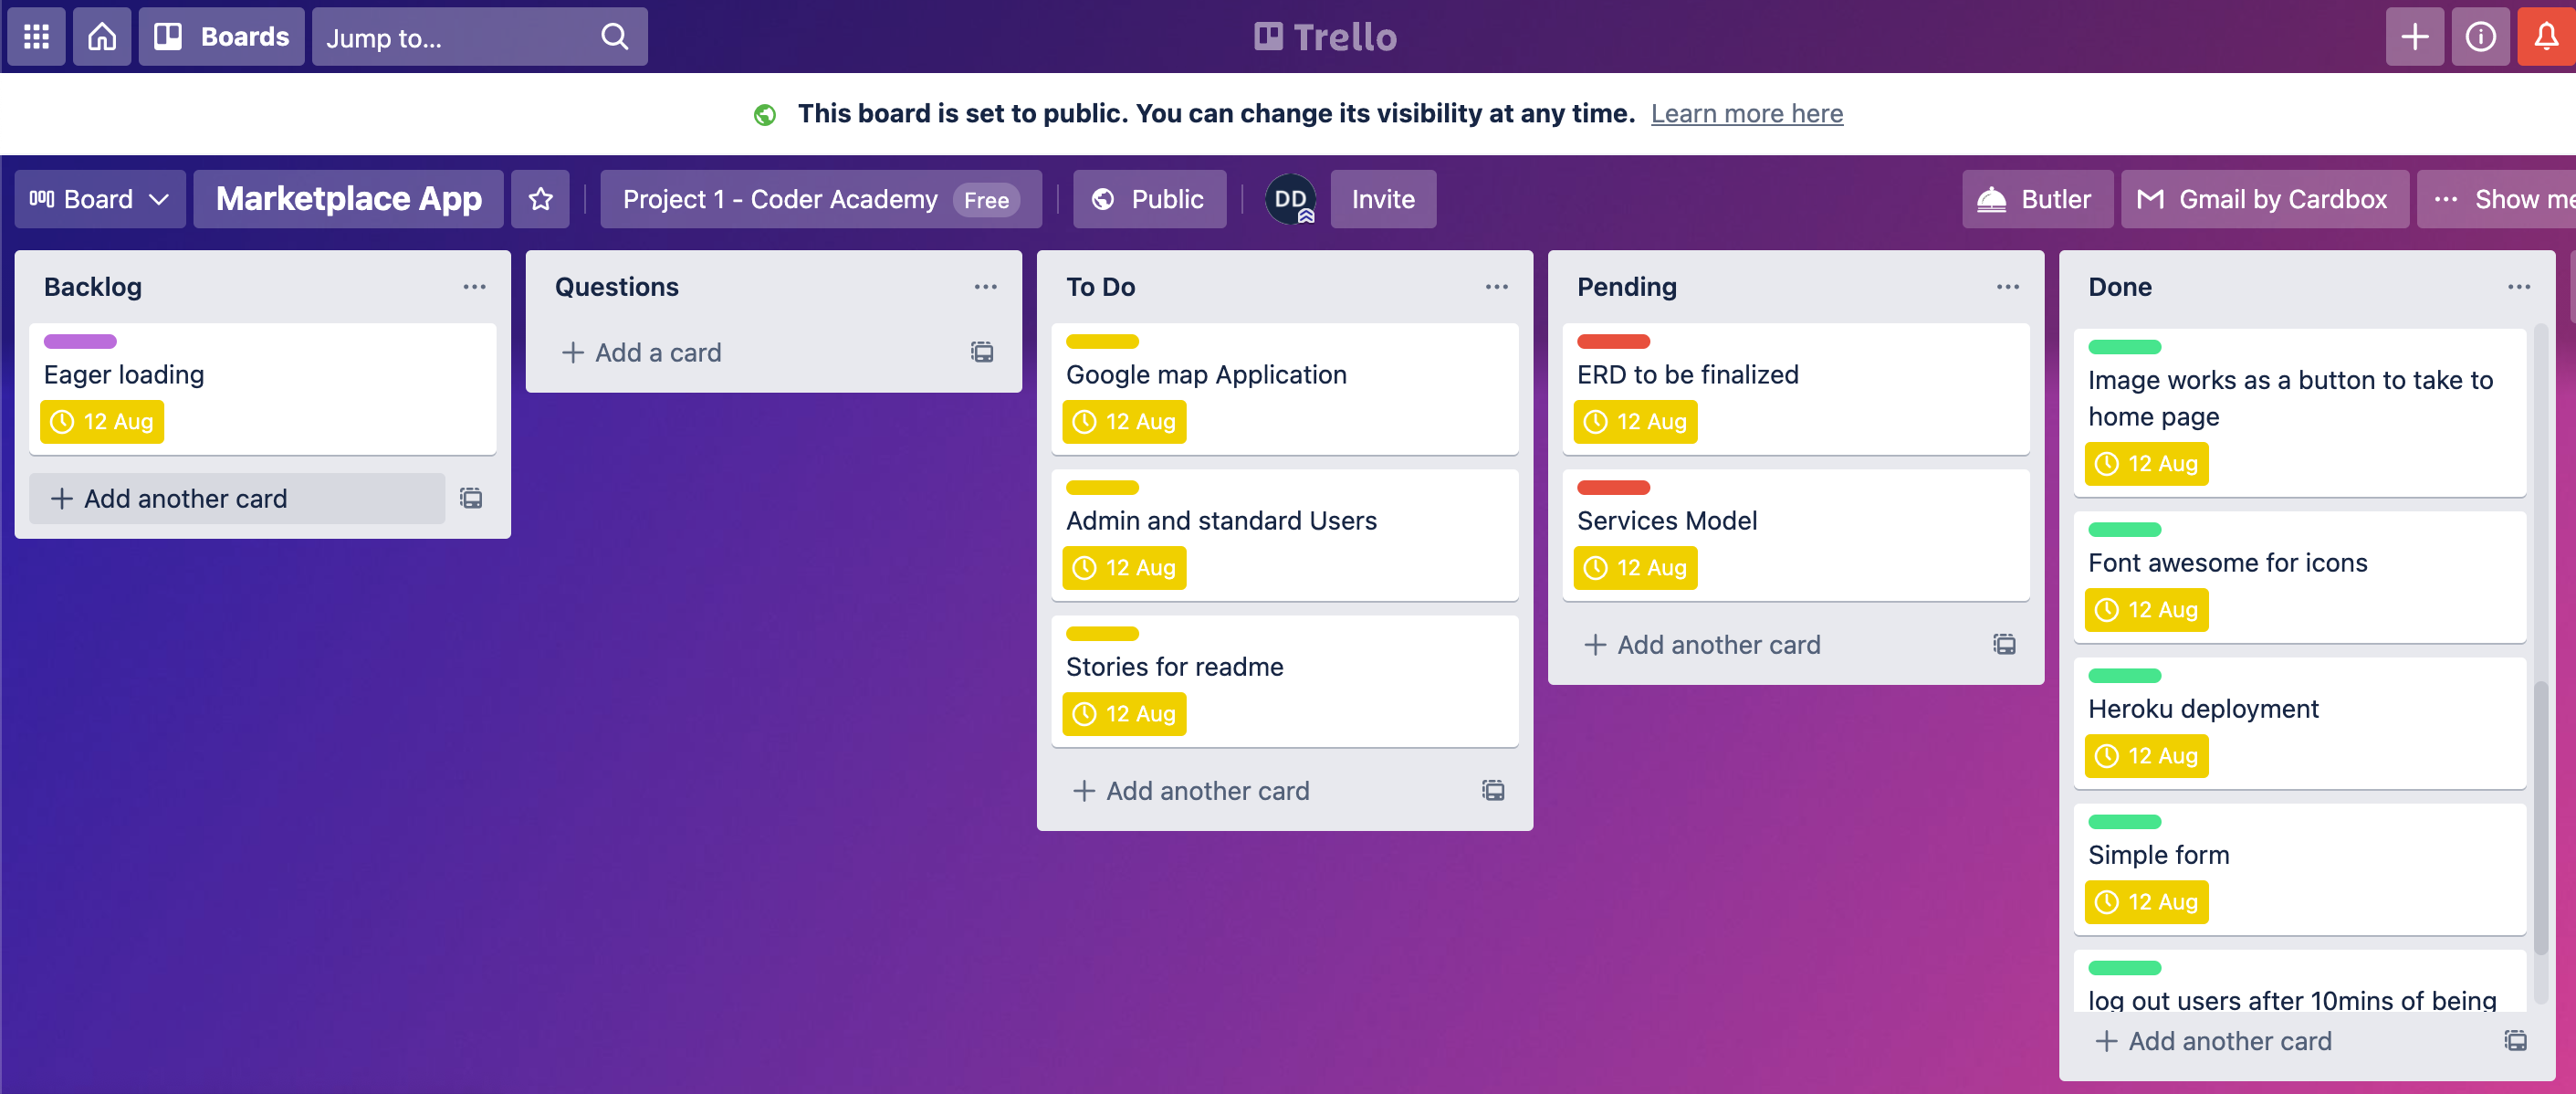 Boards
Jump to...
Trello
This board is set to public. You can change its visibility at any time. Learn more here
Board
Marketplace App
Project 1 - Coder Academy Free
Public
DD
Invite
Butler
Gmail by Cardbox
Show me
Backlog
Eager loading
12 Aug
Add another card
Questions
Add a card
To Do
Google map Application
12 Aug
Admin and standard Users
12 Aug
Stories for readme
12 Aug
Add another card
Pending
ERD to be finalized
12 Aug
Services Model
12 Aug
Add another card
Done
Image works as a button to take to
home page
12 Aug
Font awesome for icons
12 Aug
Heroku deployment
12 Aug
Simple form
12 Aug
log out users after 10mins of being
Add another card